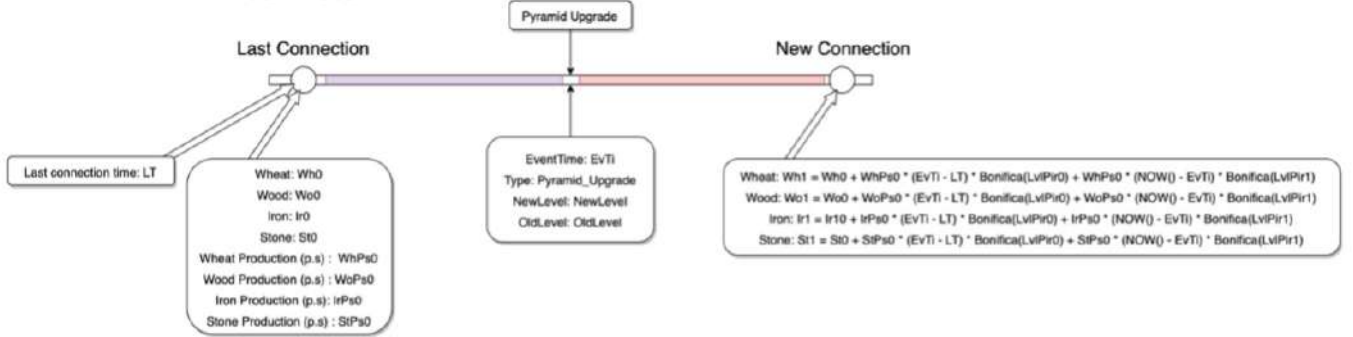 Pyramid Upgrade
Last Connection
New Connection
Last connection time: LT
Wheat: Wh0
Wood: Wo0
Iron: Ir0
Stone: St0
Wheat Production (p.s) : WhPs0
Wood Production (p.s) : WoPs0
Iron Production (p.s): IrPs0
Stone Production (p.s) : StPs0
EventTime: EvTi
Type: Pyramid_Upgrade
NewLevel: NewLevel
OldLevel: OldLevel
Wheat: Wh1 = Wh0 + WhPs0 * (EvTi - LT) * Bonifica(LvlPir0) + WhPs0 * (NOW() - EvTi) * Bonifica(LvlPir1)
Wood: Wo1 = Wo0 + WoPs0 * (EvTi - LT) * Bonifica(LvlPir0) + WoPs0 * (NOW() - EvTi) * Bonifica(LvlPir1)
Iron: Ir1 = Ir10 + IrPs0 * (EvTi - LT) * Bonifica(LvlPir0) + IrPs0 * (NOW() - EvTi) * Bonifica(LvlPir1)
Stone: St1 = St0 + StPs0 * (EvTi - LT) * Bonifica(LvlPir0) + StPs0 * (NOW() - EvTi) * Bonifica(LvlPir1)